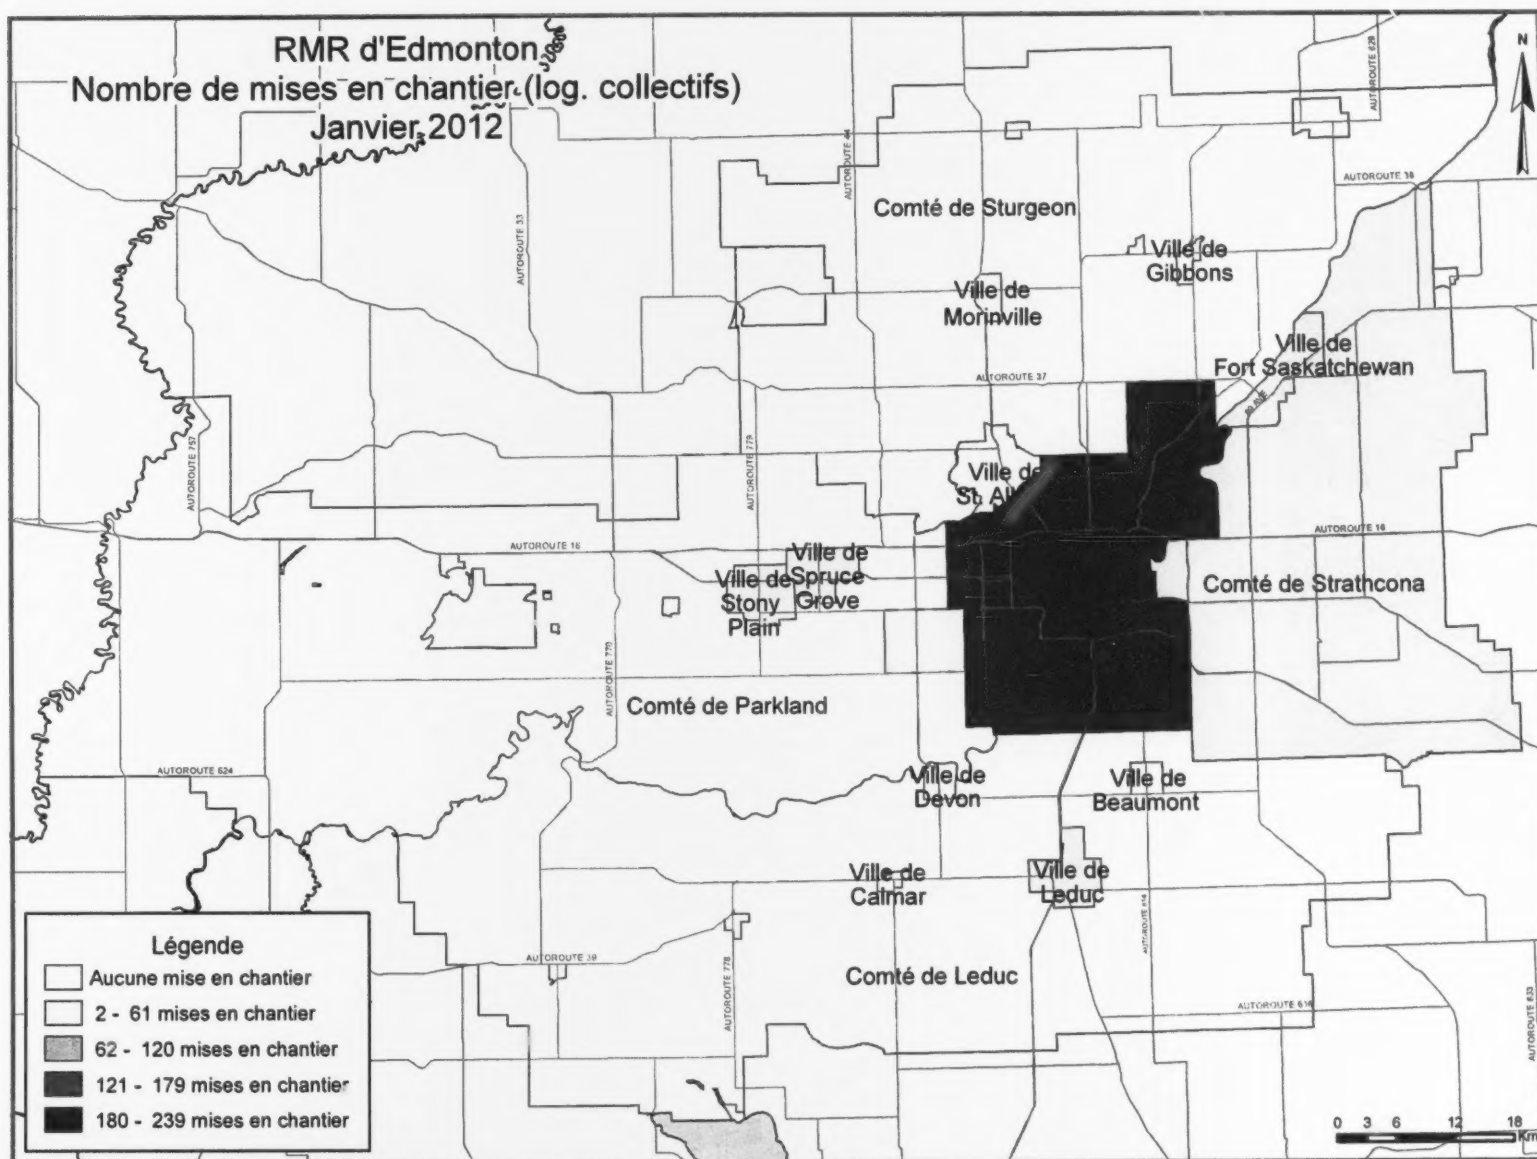 RMR d'Edmonton
Nombre de mises en chantier (log. collectifs)
Janvier 2012
N
AUTOROUTE 828
AUTOROUTE 44
AUTOROUTE 38
AUTOROUTE 33
Comté de Sturgeon
Ville de
Gibbons
Ville de
Morinville
Ville de
Fort Saskatchewan
AUTOROUTE 37
AUTOROUTE 757
AUTOROUTE 779
Ville de
St. Al
AUTOROUTE 16
AUTOROUTE 16
Ville de
Spruce
Grove
Ville de
Stony
Plain
Comté de Strathcona
AUTOROUTE 770
Comté de Parkland
AUTOROUTE 624
Ville de
Devon
Ville de
Beaumont
Ville de
Calmar
Ville de
Leduc
AUTOROUTE 814
AUTOROUTE 39
AUTOROUTE 778
Comté de Leduc
AUTOROUTE 616
AUTOROUTE 833
Légende
Aucune mise en chantier
2 - 61 mises en chantier
62 - 120 mises en chantier
121 - 179 mises en chantier
180 - 239 mises en chantier
0 3 6 12 18
Km